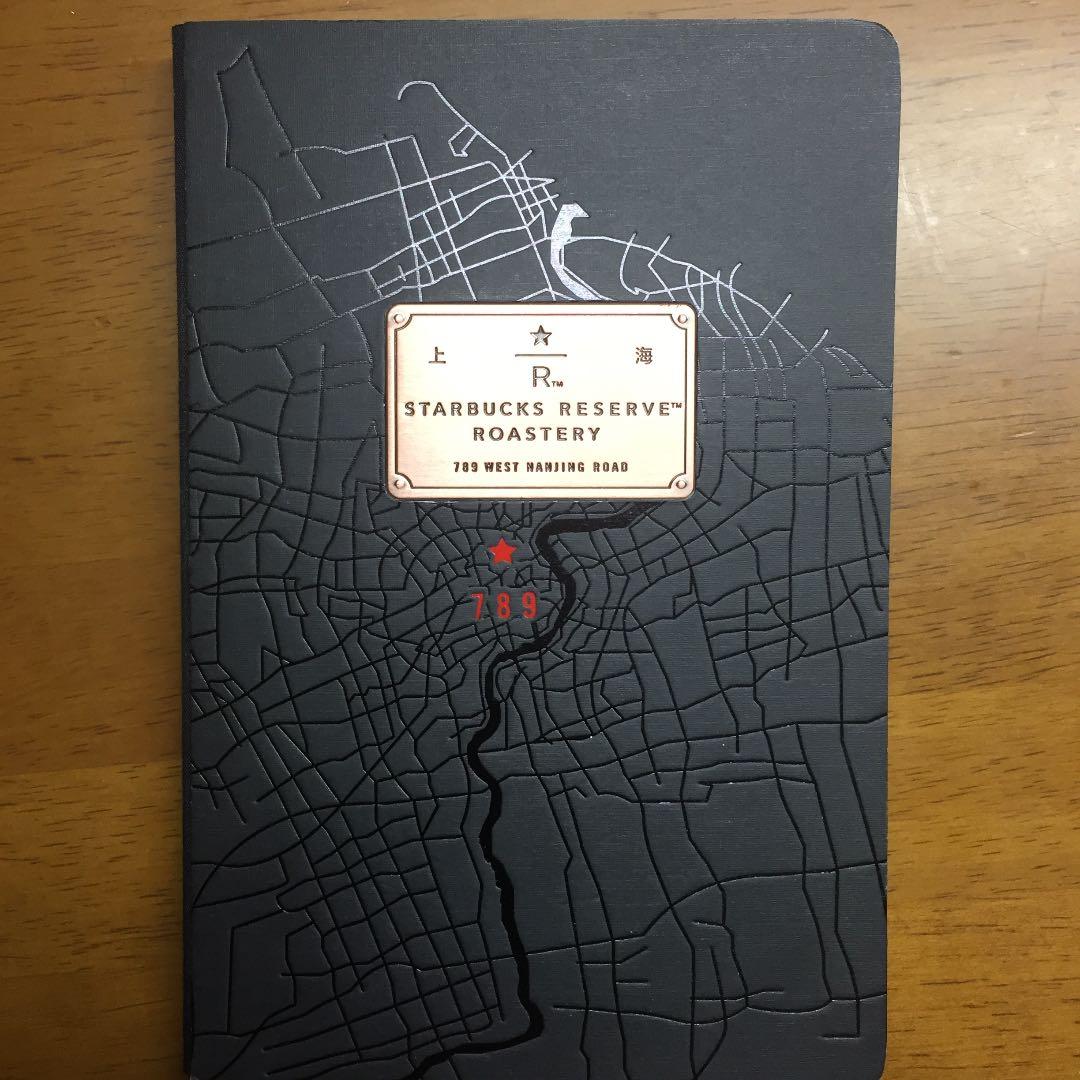 上 海
R™
STARBUCKS RESERVE™
ROASTERY
789 WEST NANJING ROAD
789